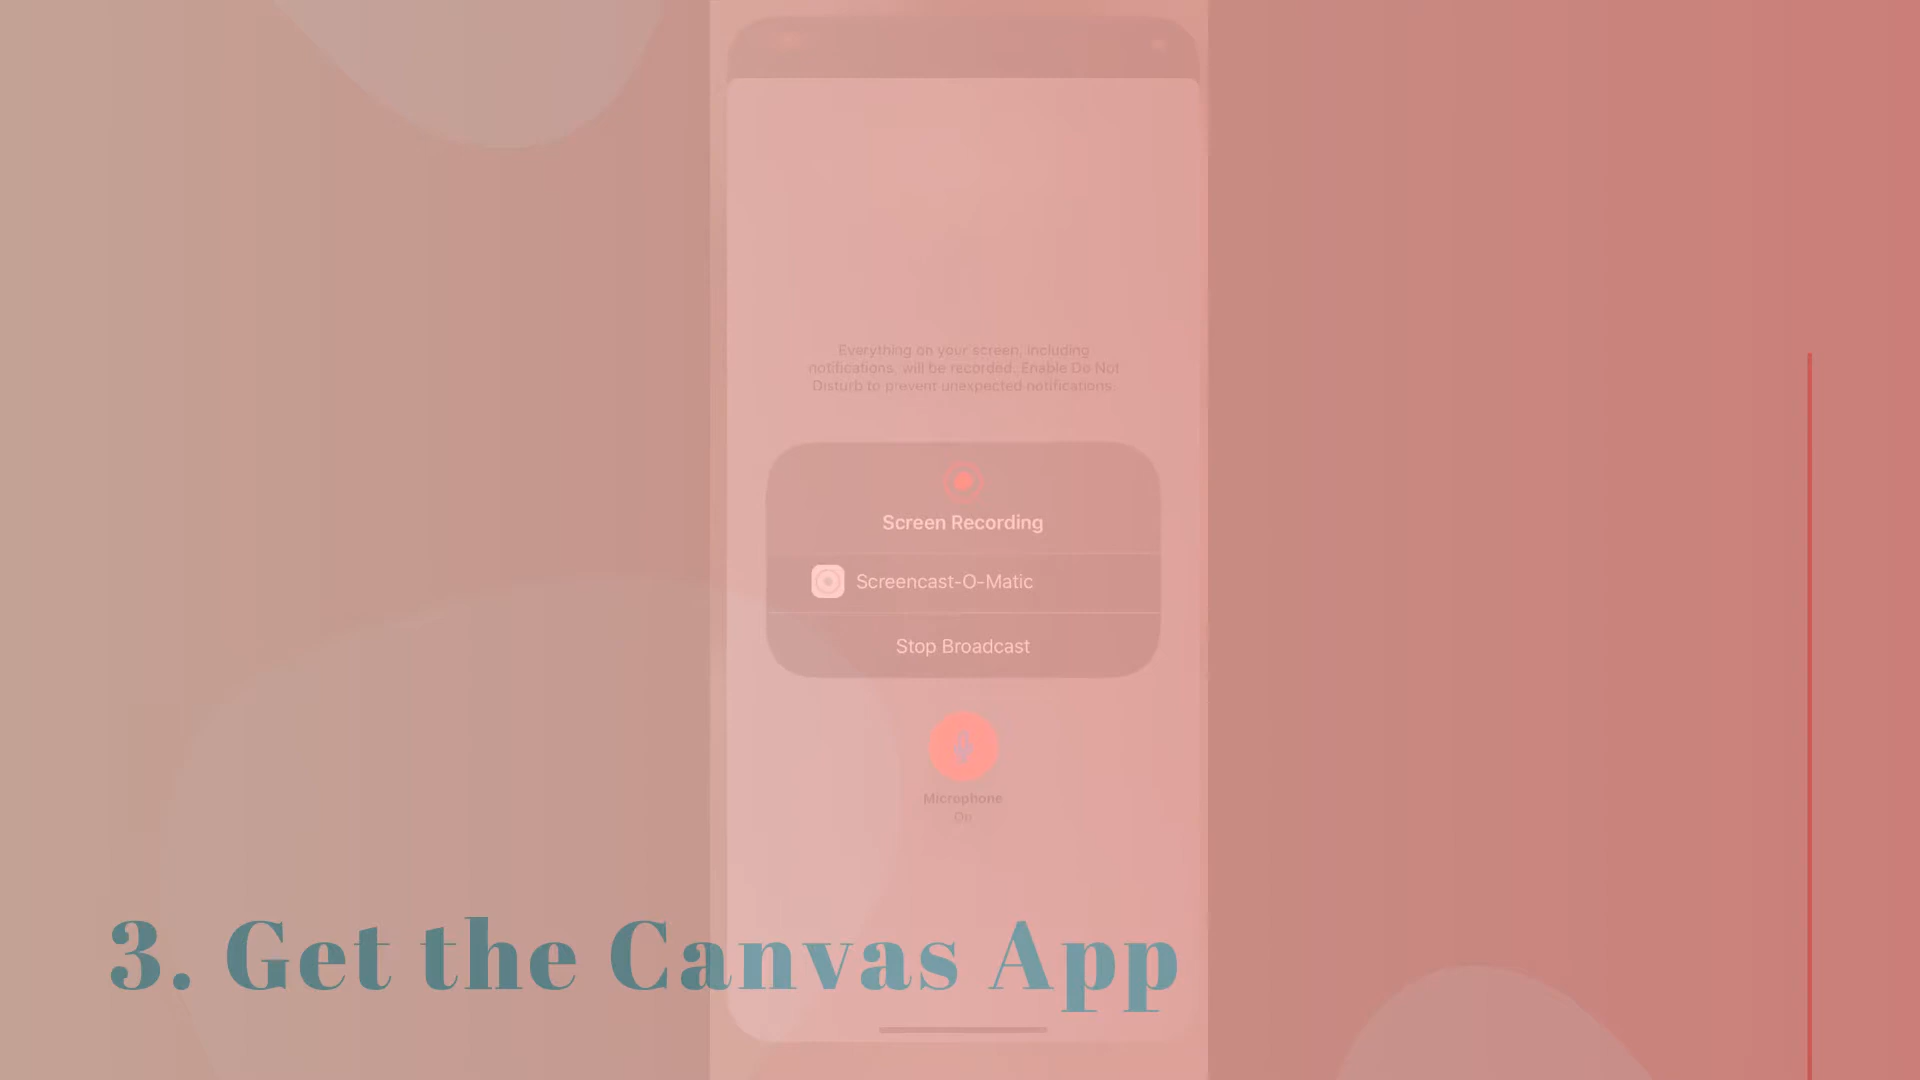 Everything on your screen, including
notifications, will be recorded. Enable Do Not
Disturb to prevent unexpected notifications.
Screen Recording
Screencast-O-Matic
Stop Broadcast
Microphone
On
3. Get the Canvas App